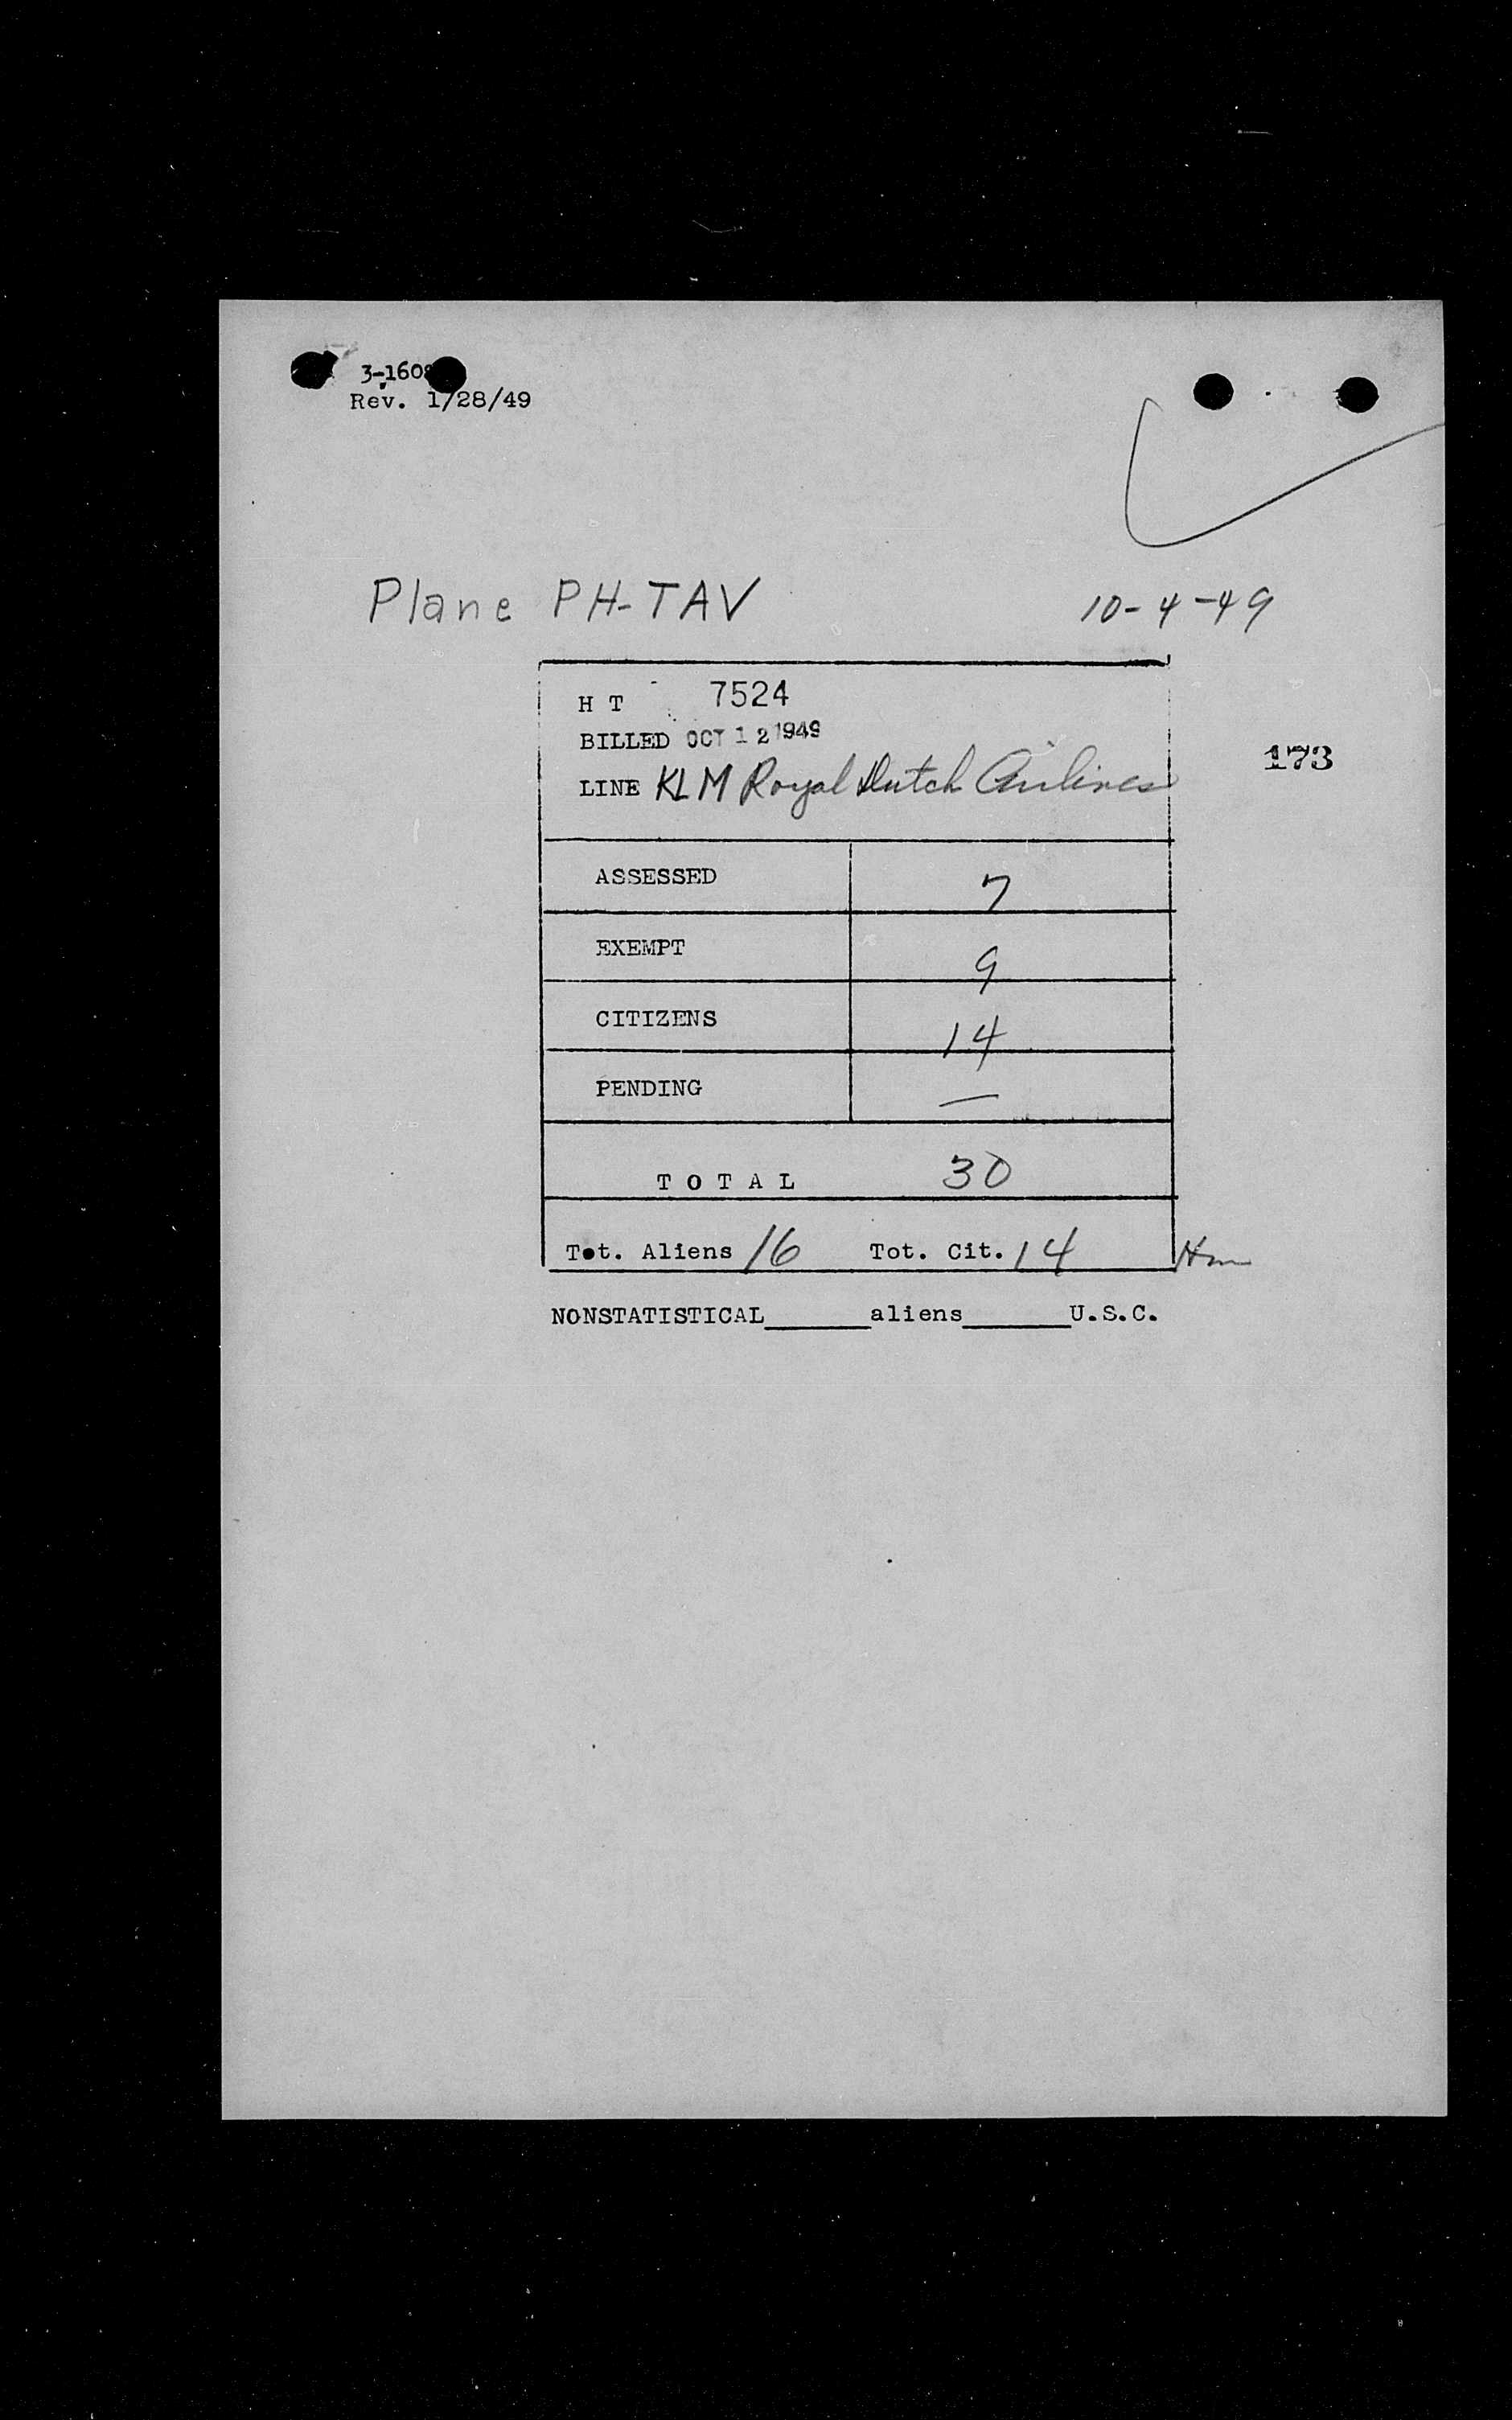 3-1608
Rev. 1/28/49
Plane PH-TAV 10-4-49
H T 7524
BILLED OCT 12 1949
LINE KLM Royal Dutch Airlines
173
ASSESSED 7
EXEMPT 9
CITIZENS 14
PENDING —
TOTAL 30
Tot. Aliens 16 Tot. Cit. 14
NONSTATISTICAL______aliens______U.S.C.